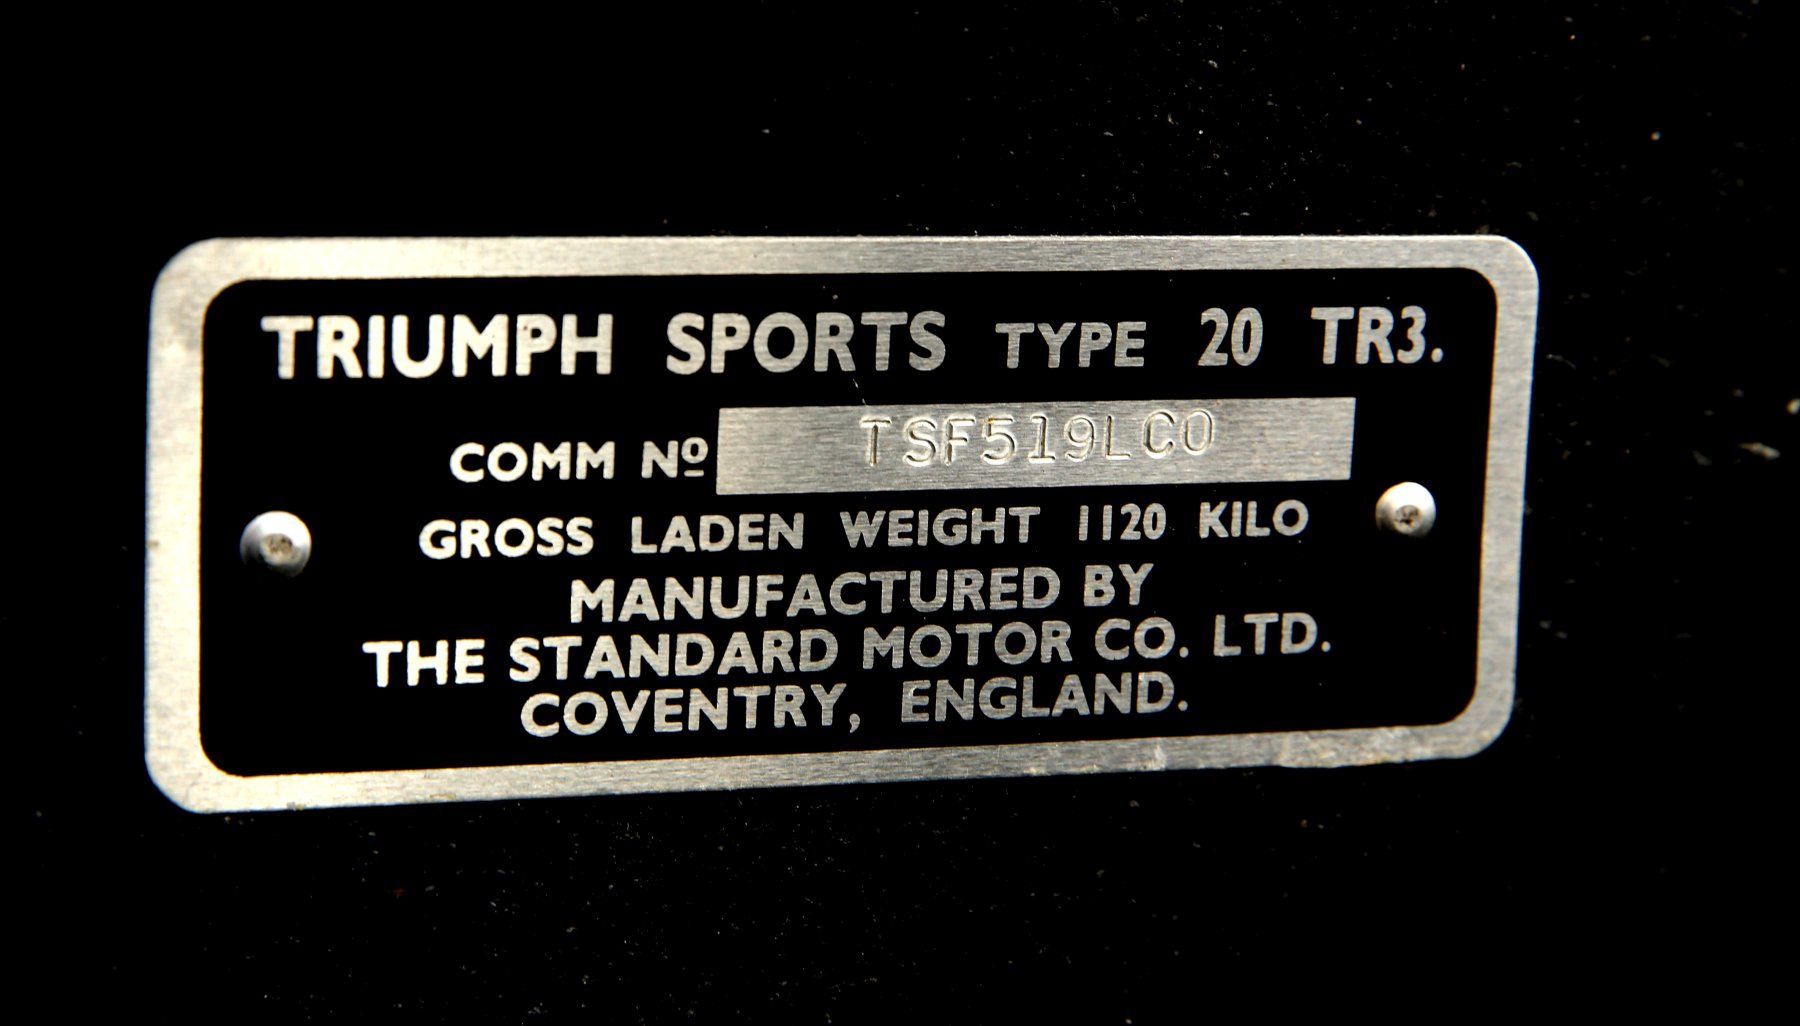 TRIUMPH SPORTS TYPE 20 TR3.
COMM Nº TSF519LCO
GROSS LADEN WEIGHT 1120 KILO
MANUFACTURED BY
THE STANDARD MOTOR CO. LTD.
COVENTRY, ENGLAND.